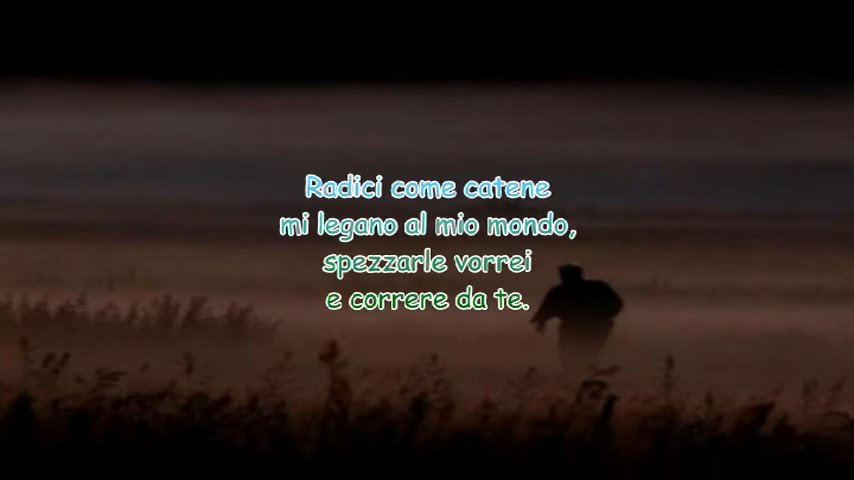 Radici come catene
mi legano al mio mondo,
spezzarle vorrei
e correre da te.